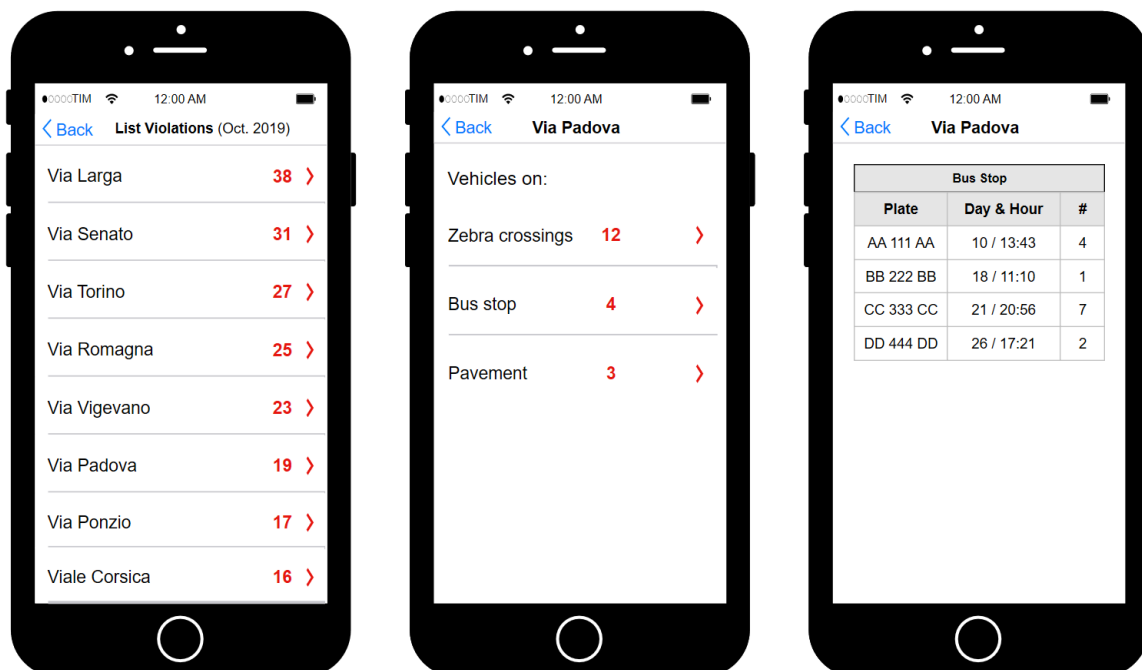 TIM 12:00 AM
Back List Violations (Oct. 2019)
Via Larga 38
Via Senato 31
Via Torino 27
Via Romagna 25
Via Vigevano 23
Via Padova 19
Via Ponzio 17
Viale Corsica 16
TIM 12:00 AM
Back Via Padova
Vehicles on:
Zebra crossings 12
Bus stop 4
Pavement 3
TIM 12:00 AM
Back Via Padova
Bus Stop
Plate Day & Hour #
AA 111 AA 10 / 13:43 4
BB 222 BB 18 / 11:10 1
CC 333 CC 21 / 20:56 7
DD 444 DD 26 / 17:21 2